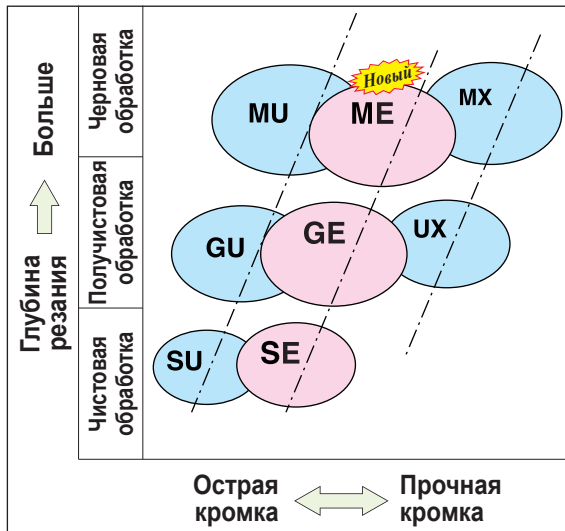 Больше
Глубина
резания
Черновая
обработка
Получистовая
обработка
Чистовая
обработка
Новый
MU
ME
MX
GU
GE
UX
SU
SE
Острая
кромка
Прочная
кромка